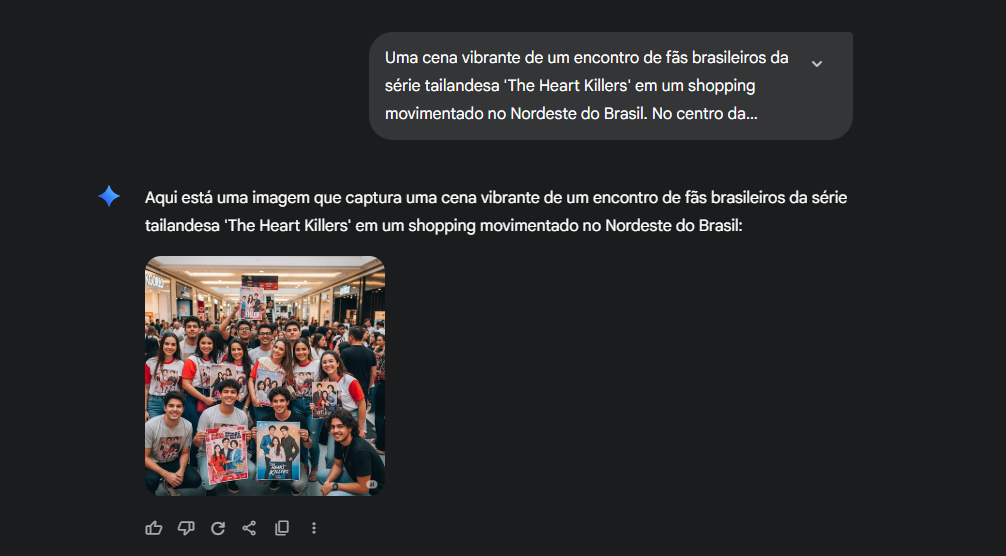 Uma cena vibrante de um encontro de fãs brasileiros da
série tailandesa 'The Heart Killers' em um shopping
movimentado no Nordeste do Brasil. No centro da...
Aqui está uma imagem que captura uma cena vibrante de um encontro de fãs brasileiros da série
tailandesa 'The Heart Killers' em um shopping movimentado no Nordeste do Brasil:
HEART
KILLERS